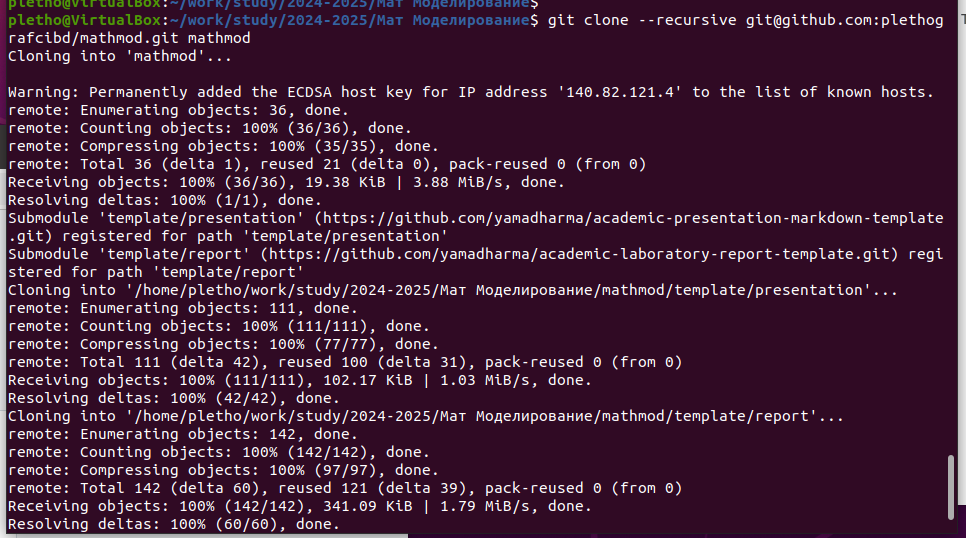 pletho@VirtualBox:~/work/study/2024-2025/Мат Моделирование$
pletho@VirtualBox:~/work/study/2024-2025/Мат Моделирование$ git clone --recursive git@github.com:plethog
rafcibd/mathmod.git mathmod
Cloning into 'mathmod'...

Warning: Permanently added the ECDSA host key for IP address '140.82.121.4' to the list of known hosts.
remote: Enumerating objects: 36, done.
remote: Counting objects: 100% (36/36), done.
remote: Compressing objects: 100% (35/35), done.
remote: Total 36 (delta 1), reused 21 (delta 0), pack-reused 0 (from 0)
Receiving objects: 100% (36/36), 19.38 KiB | 3.88 MiB/s, done.
Resolving deltas: 100% (1/1), done.
Submodule 'template/presentation' (https://github.com/yamadharma/academic-presentation-markdown-template
.git) registered for path 'template/presentation'
Submodule 'template/report' (https://github.com/yamadharma/academic-laboratory-report-template.git) regi
stered for path 'template/report'
Cloning into '/home/pletho/work/study/2024-2025/Мат Моделирование/mathmod/template/presentation'...
remote: Enumerating objects: 111, done.
remote: Counting objects: 100% (111/111), done.
remote: Compressing objects: 100% (77/77), done.
remote: Total 111 (delta 42), reused 100 (delta 31), pack-reused 0 (from 0)
Receiving objects: 100% (111/111), 102.17 KiB | 1.03 MiB/s, done.
Resolving deltas: 100% (42/42), done.
Cloning into '/home/pletho/work/study/2024-2025/Мат Моделирование/mathmod/template/report'...
remote: Enumerating objects: 142, done.
remote: Counting objects: 100% (142/142), done.
remote: Compressing objects: 100% (97/97), done.
remote: Total 142 (delta 60), reused 121 (delta 39), pack-reused 0 (from 0)
Receiving objects: 100% (142/142), 341.09 KiB | 1.79 MiB/s, done.
Resolving deltas: 100% (60/60), done.